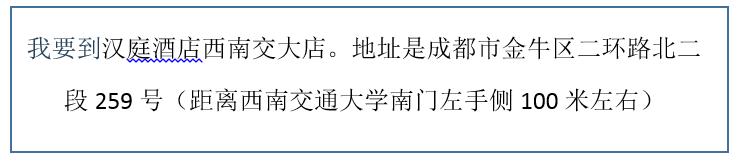 我要到汉庭酒店西南交大店。地址是成都市金牛区二环路北二
段 259 号（距离西南交通大学南门左手侧 100 米左右）